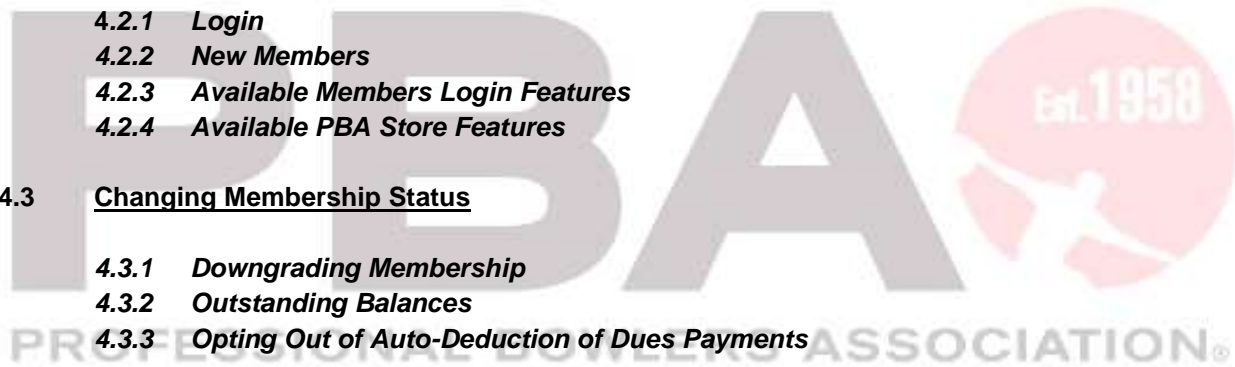 PBA
Est. 1958
4.2.1 Login
4.2.2 New Members
4.2.3 Available Members Login Features
4.2.4 Available PBA Store Features
4.3 Changing Membership Status
4.3.1 Downgrading Membership
4.3.2 Outstanding Balances
4.3.3 Opting Out of Auto-Deduction of Dues Payments
PROFESSIONAL BOWLERS ASSOCIATION®